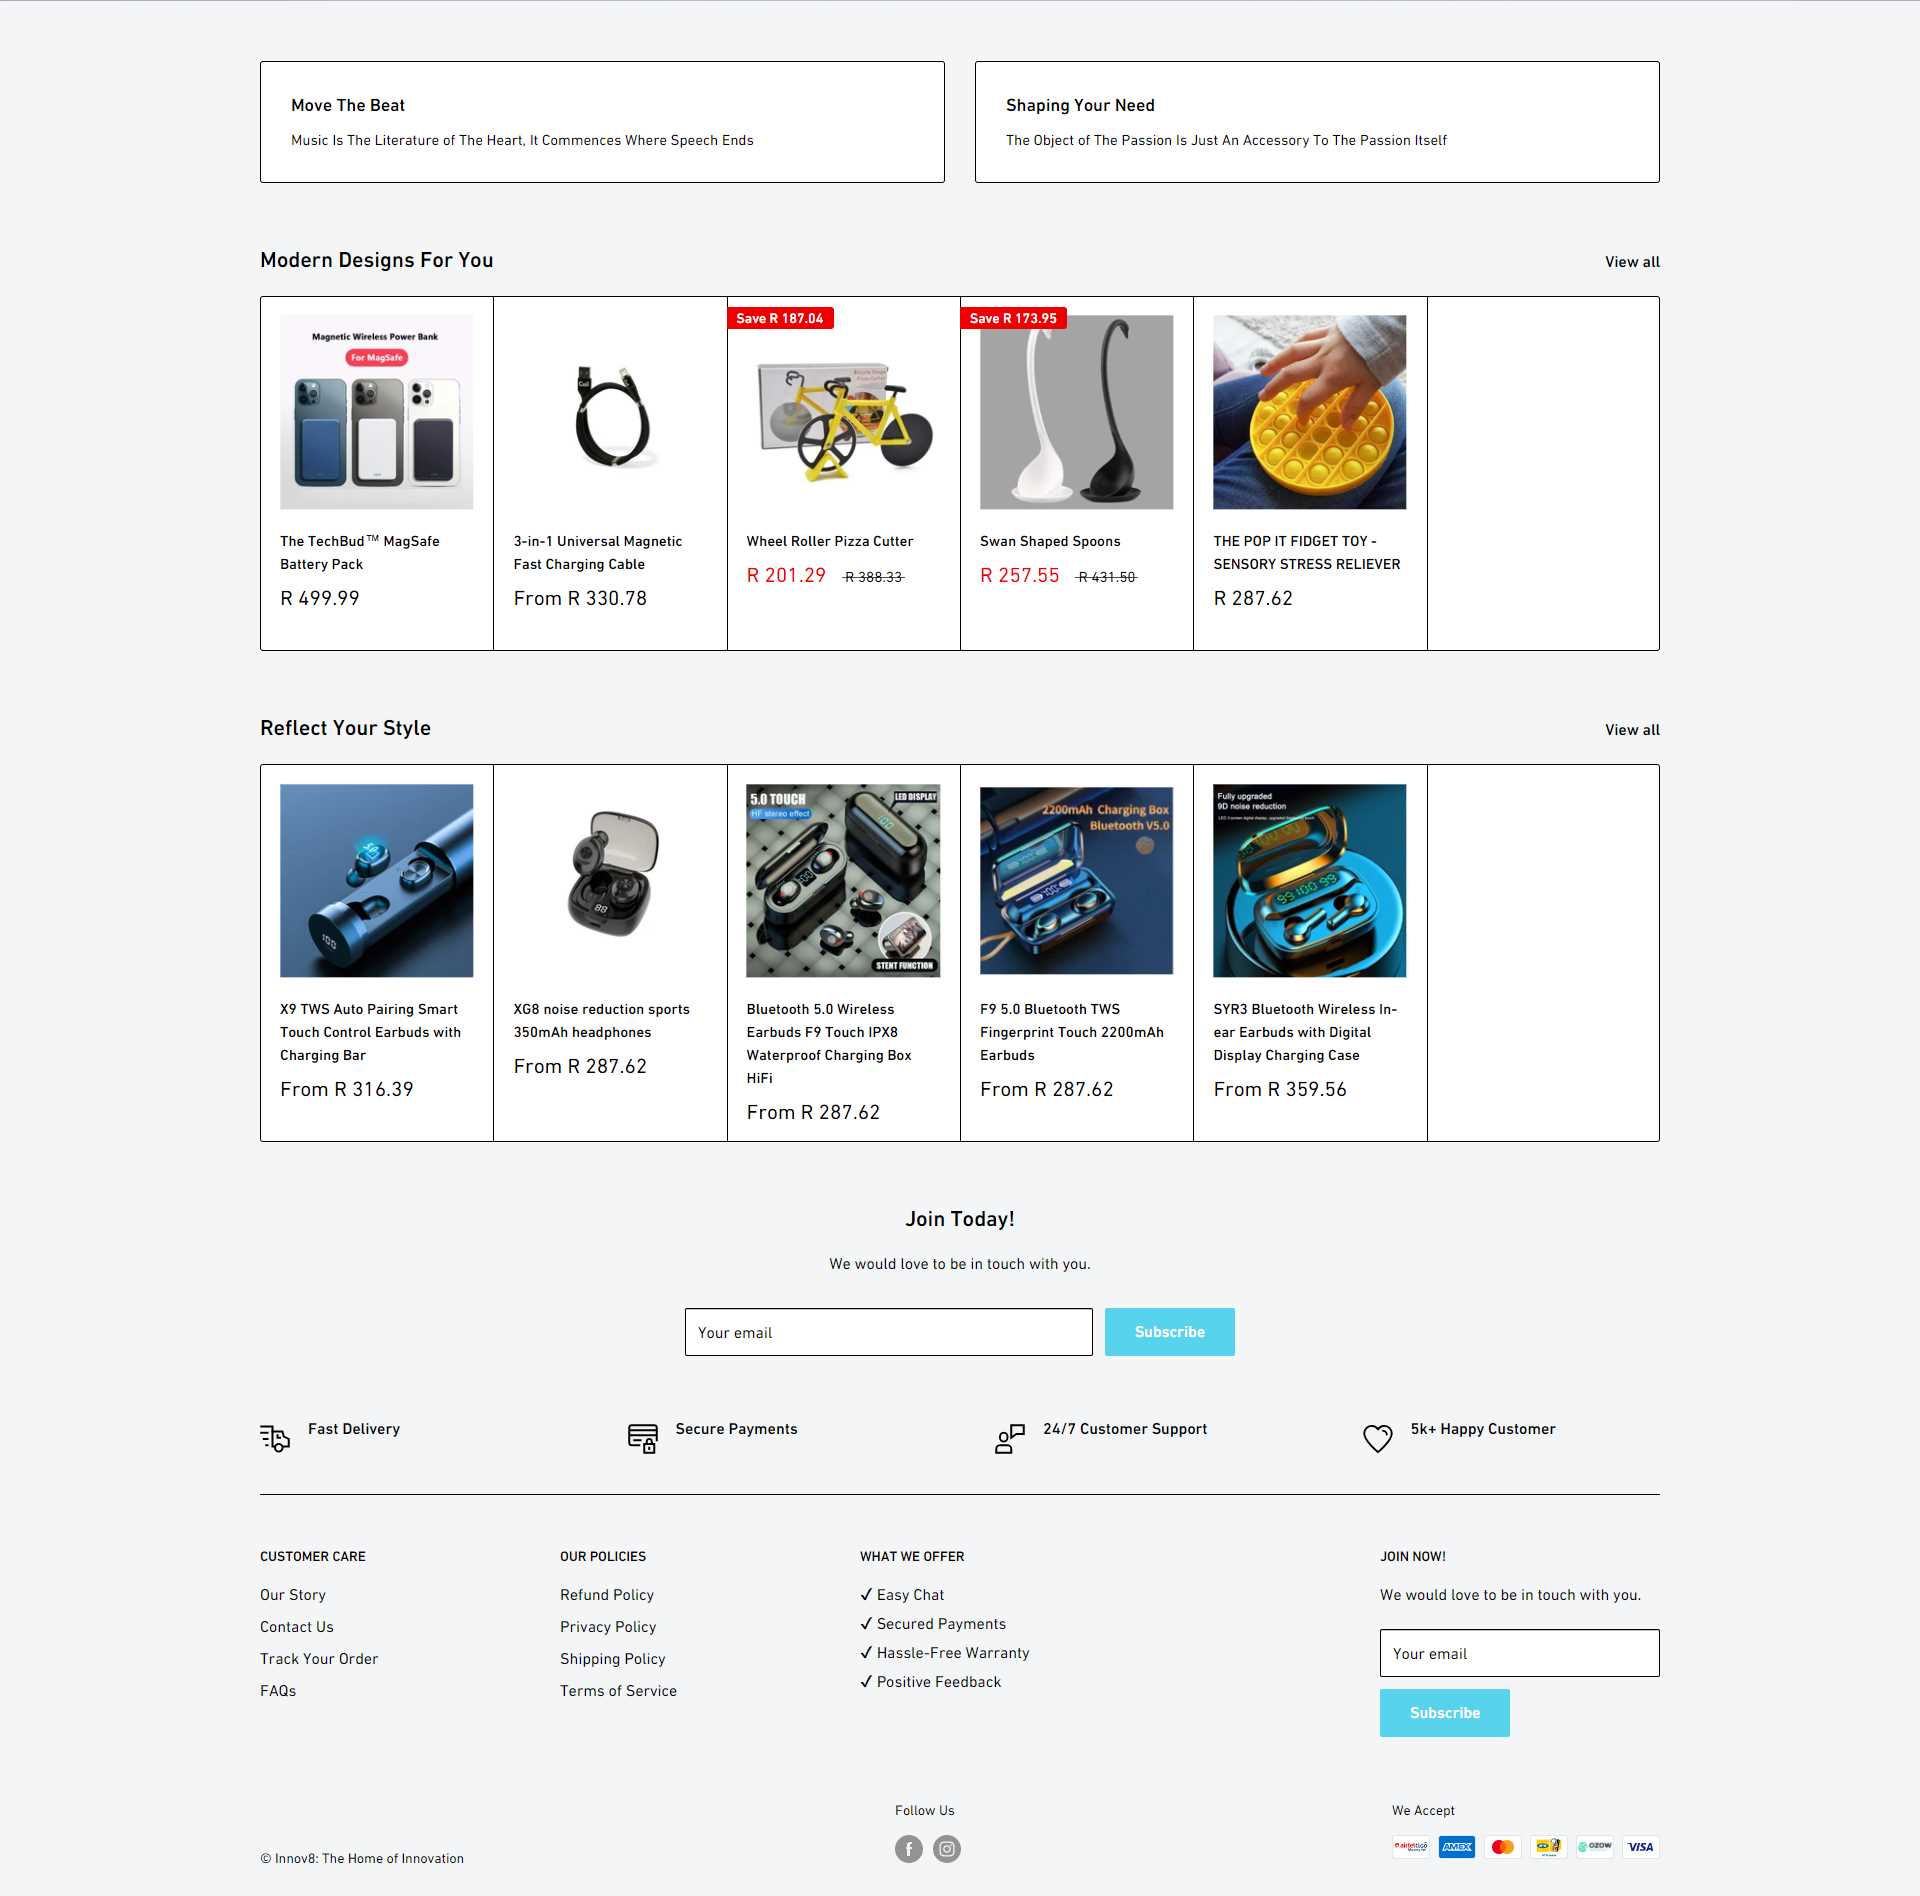 Move The Beat
Music Is The Literature of The Heart, It Commences Where Speech Ends
Shaping Your Need
The Object of The Passion Is Just An Accessory To The Passion Itself
Modern Designs For You
View all
Magnetic Wireless Power Bank
For MagSafe
The TechBud™ MagSafe
Battery Pack
R 499.99
3-in-1 Universal Magnetic
Fast Charging Cable
From R 330.78
Save R 187.04
Wheel Roller Pizza Cutter
R 201.29 R 388.33
Save R 173.95
Swan Shaped Spoons
R 257.55 R 431.50
THE POP IT FIDGET TOY -
SENSORY STRESS RELIEVER
R 287.62
Reflect Your Style
View all
100
X9 TWS Auto Pairing Smart
Touch Control Earbuds with
Charging Bar
From R 316.39
88
XG8 noise reduction sports
350mAh headphones
From R 287.62
5.0 TOUCH
HF stereo effect
LED DISPLAY
100
STENT FUNCTION
Bluetooth 5.0 Wireless
Earbuds F9 Touch IPX8
Waterproof Charging Box
HiFi
From R 287.62
2200mAh Charging Box
Bluetooth V5.0
F9 5.0 Bluetooth TWS
Fingerprint Touch 2200mAh
Earbuds
From R 287.62
Fully upgraded
9D noise reduction
99 100 99
SYR3 Bluetooth Wireless In-
ear Earbuds with Digital
Display Charging Case
From R 359.56
Join Today!
We would love to be in touch with you.
Your email
Subscribe
Fast Delivery
Secure Payments
24/7 Customer Support
5k+ Happy Customer
CUSTOMER CARE
Our Story
Contact Us
Track Your Order
FAQs
OUR POLICIES
Refund Policy
Privacy Policy
Shipping Policy
Terms of Service
WHAT WE OFFER
✓ Easy Chat
✓ Secured Payments
✓ Hassle-Free Warranty
✓ Positive Feedback
JOIN NOW!
We would love to be in touch with you.
Your email
Subscribe
© Innov8: The Home of Innovation
Follow Us
We Accept
airteltigo
AMEX
OZOW
VISA